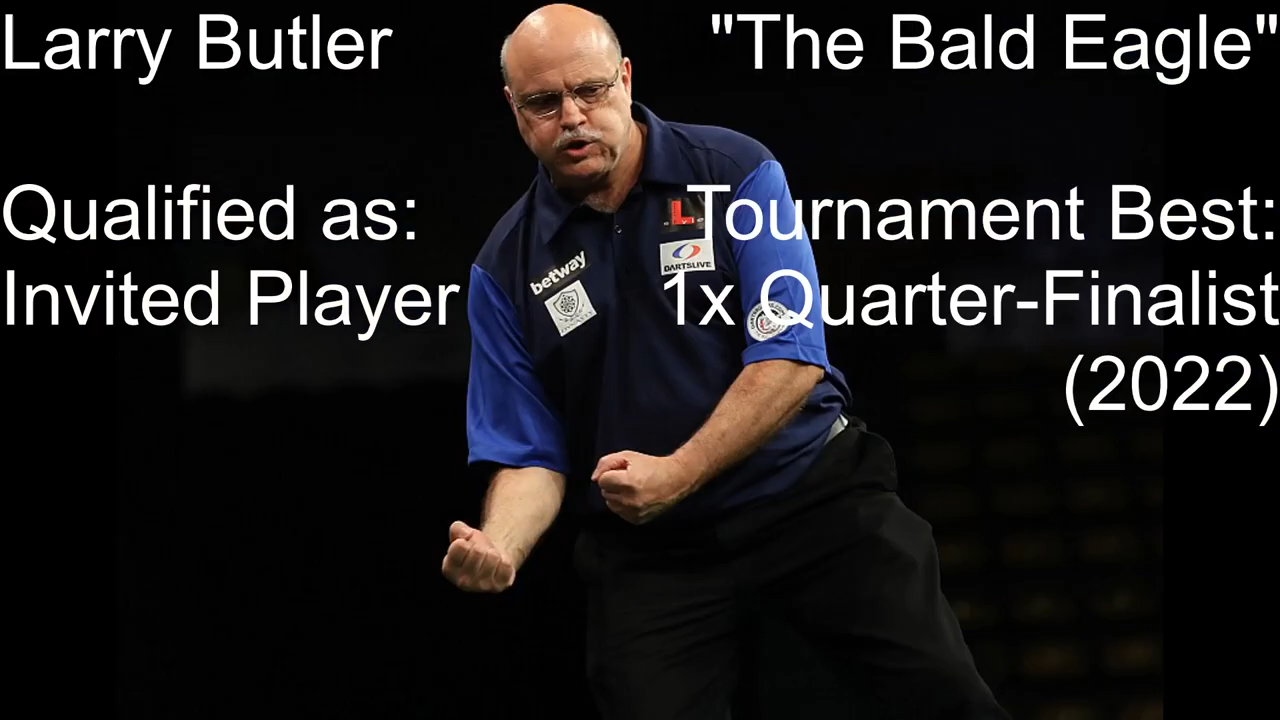 Larry Butler
"The Bald Eagle"
Qualified as:
Invited Player
Tournament Best:
1x Quarter-Finalist
(2022)
betway
DARTSLIVE